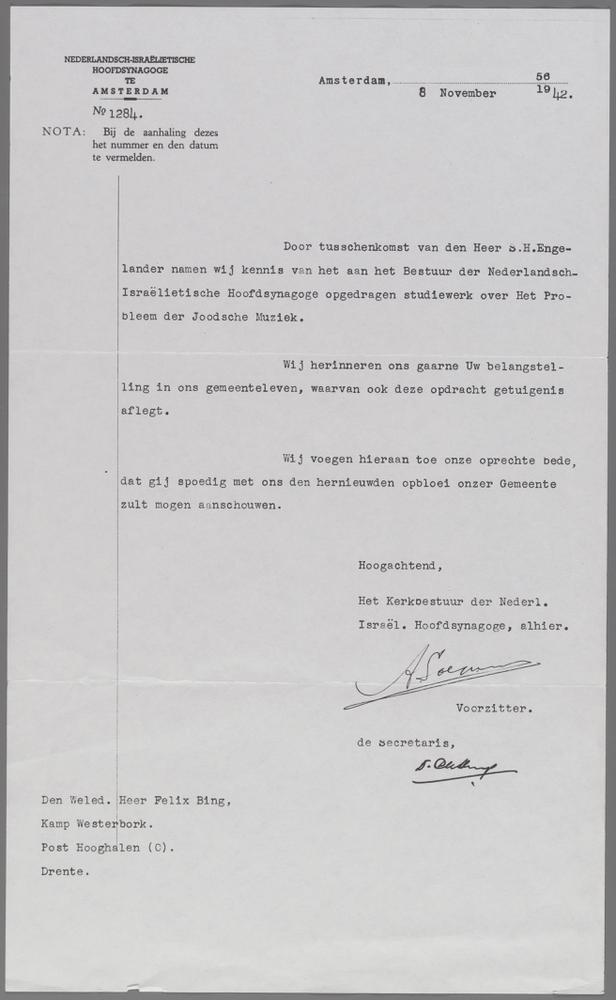 NEDERLANDSCH-ISRAËLIETISCHE
HOOFDSYNAGOGE
TE
AMSTERDAM
No 1284.
NOTA: Bij de aanhaling dezes
het nummer en den datum
te vermelden.
Amsterdam,
56
8 November 1942.
Door tusschenkomst van den Heer S.H.Enge-
lander namen wij kennis van het aan het Bestuur der Nederlandsch-
Israëlietische Hoofdsynagoge opgedragen studiewerk over Het Pro-
bleem der Joodsche Muziek.
Wij herinneren ons gaarne Uw belangstel-
ling in ons gemeenteleven, waarvan ook deze opdracht getuigenis
aflegt.
Wij voegen hieraan toe onze oprechte bede,
dat gij spoedig met ons den hernieuwden opbloei onzer Gemeente
zult mogen aanschouwen.
Hoogachtend,
Het Kerkbestuur der Nederl.
Israël. Hoofdsynagoge, alhier.
Voorzitter.
de Secretaris,
Den Weled. Heer Felix Bing,
Kamp Westerbork.
Post Hooghalen (C).
Drente.